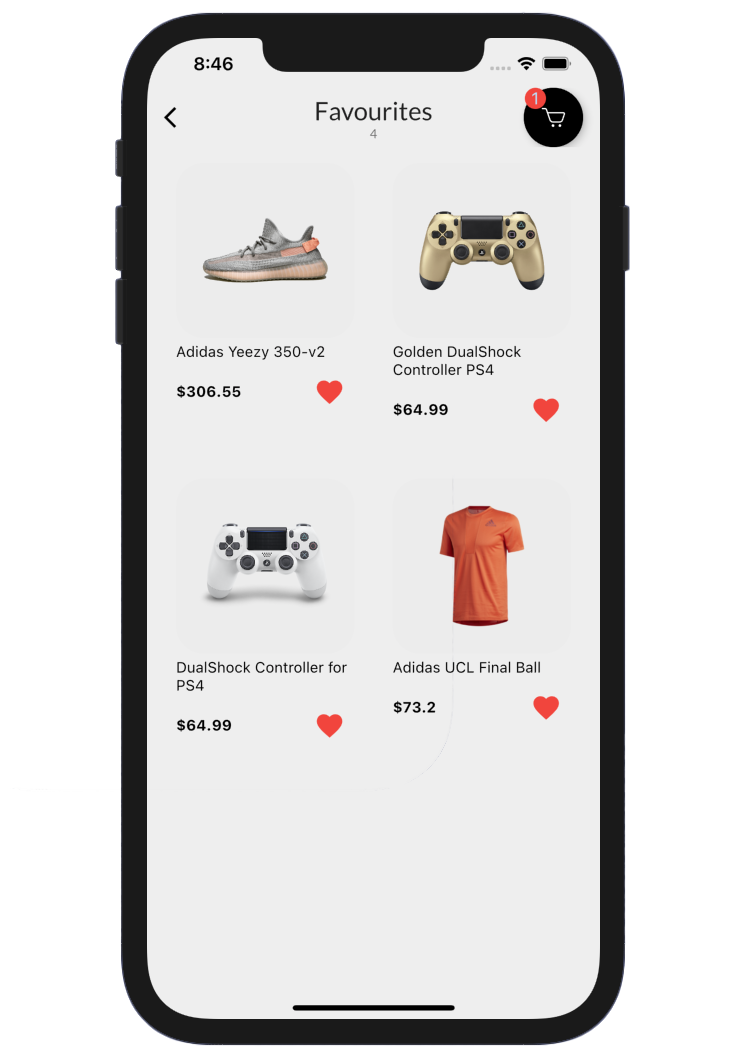 8:46
Favourites
4
1
Adidas Yeezy 350-v2
$306.55
Golden DualShock
Controller PS4
$64.99
DualShock Controller for
PS4
$64.99
Adidas UCL Final Ball
$73.2